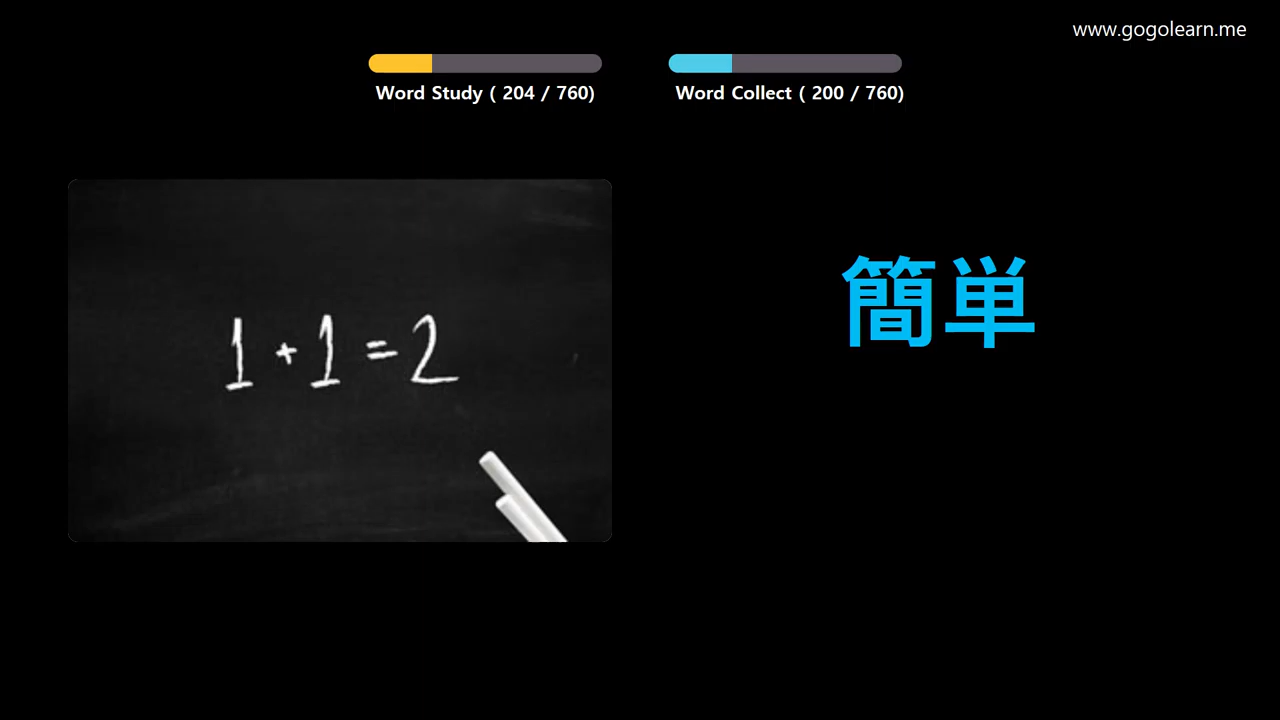 www.gogolearn.me
Word Study ( 204 / 760)
Word Collect ( 200 / 760)
簡単
1 + 1 = 2